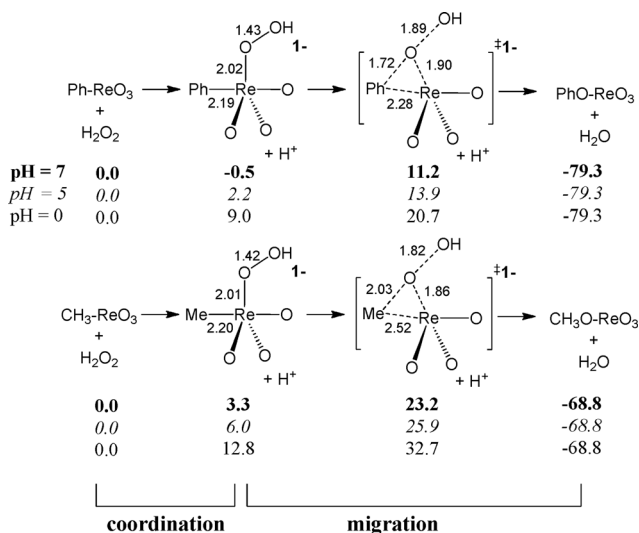 1.43 OH 1- 1.89 OH ‡1-
O O
2.02 1.72 1.90
Ph-ReO3 Ph Re O Ph Re O PhO-ReO3
+ 2.19 2.28 +
H2O2 O O O O H2O
+ H+ + H+
pH = 7 0.0 -0.5 11.2 -79.3
pH = 5 0.0 2.2 13.9 -79.3
pH = 0 0.0 9.0 20.7 -79.3
1.42 OH 1- 1.82 OH ‡1-
O O
2.01 2.03 1.86
CH3-ReO3 Me Re O Me Re O CH3O-ReO3
+ 2.20 2.52 +
H2O2 O O O O H2O
+ H+ + H+
0.0 3.3 23.2 -68.8
0.0 6.0 25.9 -68.8
0.0 12.8 32.7 -68.8
coordination migration